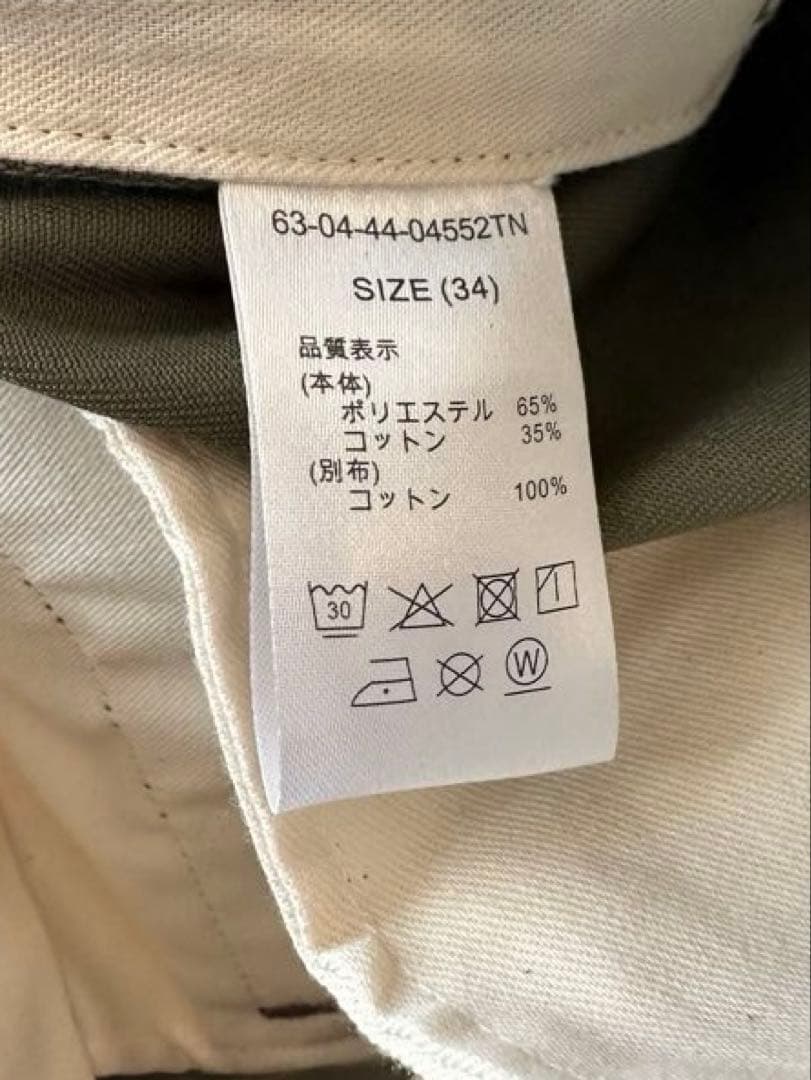 63-04-44-04552TN
SIZE (34)
品質表示
(本体)
ポリエステル 65%
コットン 35%
(別布)
コットン 100%
30
W